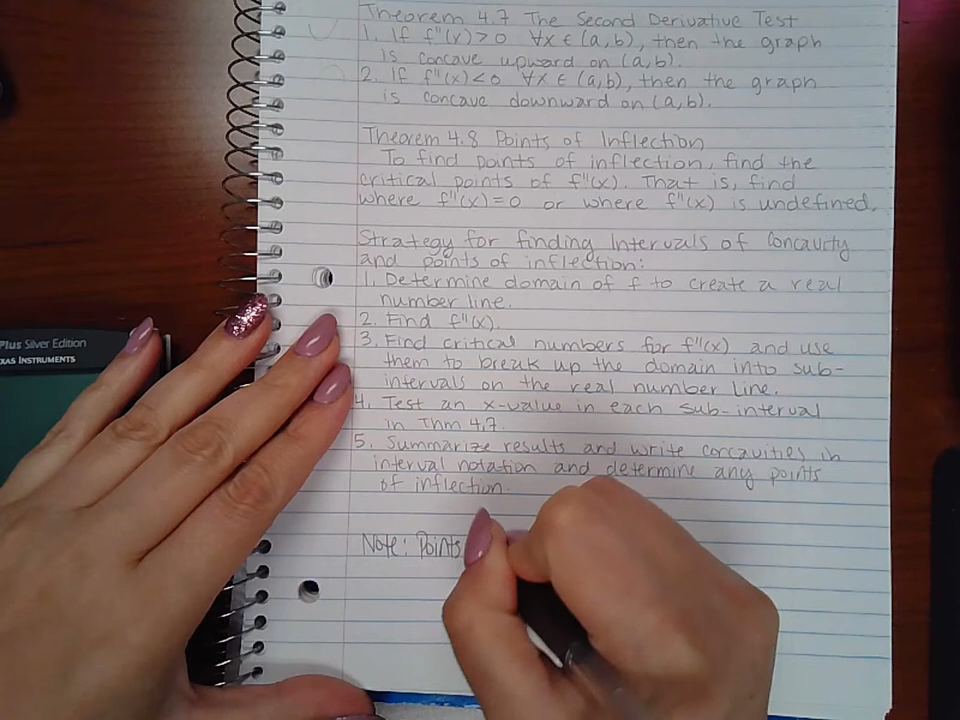 Theorem 4.7 The Second Derivative Test
1. If f''(x) > 0 ∀x ∈ (a,b), then the graph
is concave upward on (a,b).
2. If f''(x) < 0 ∀x ∈ (a,b), then the graph
is concave downward on (a,b).
Theorem 4.8 Points of Inflection
To find points of inflection, find the
critical points of f''(x). That is, find
where f''(x) = 0 or where f''(x) is undefined.
Strategy for finding Intervals of Concavity
and points of inflection:
1. Determine domain of f to create a real
number line.
2. Find f''(x).
3. Find critical numbers for f''(x) and use
them to break up the domain into sub-
intervals on the real number line.
4. Test an x-value in each sub-interval
in Thm 4.7.
5. Summarize results and write concavities in
interval notation and determine any points
of inflection.
Note: Points
Plus Silver Edition
EXAS INSTRUMENTS